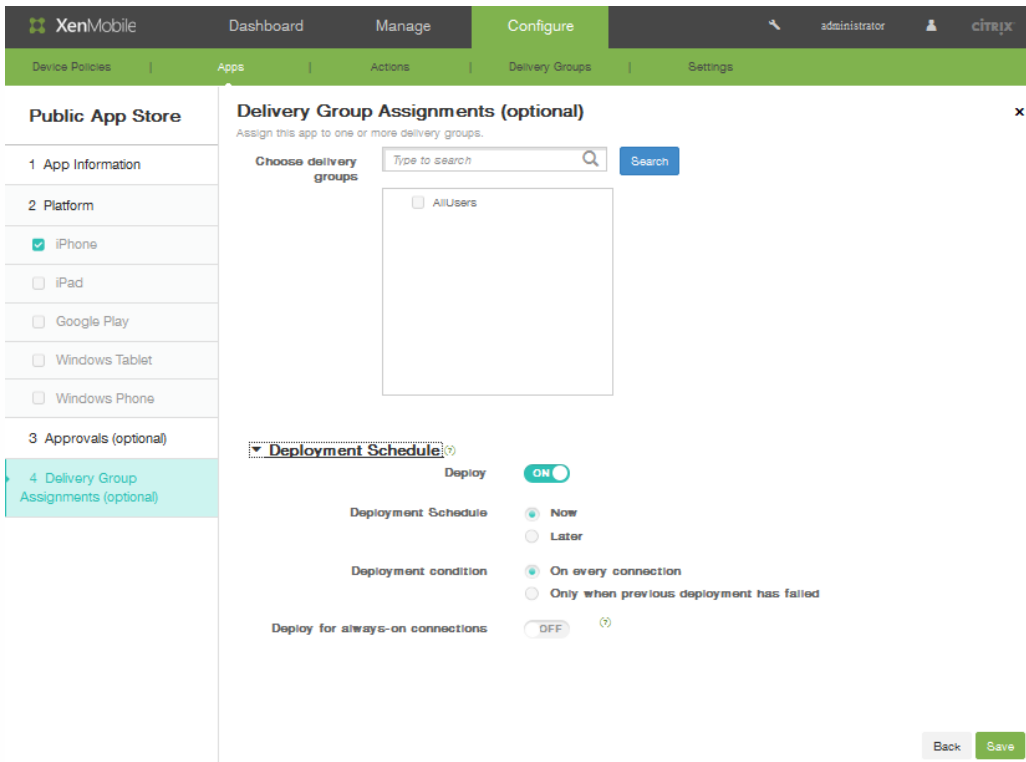 XenMobile Dashboard Manage Configure administrator CITRIX
Device Policies | Apps | Actions | Delivery Groups | Settings
Public App Store
1 App Information
2 Platform
iPhone
iPad
Google Play
Windows Tablet
Windows Phone
3 Approvals (optional)
4 Delivery Group
Assignments (optional)
Delivery Group Assignments (optional) ×
Assign this app to one or more delivery groups.
Choose delivery
groups
Type to search Search
AllUsers
▼ Deployment Schedule (?)
Deploy ON
Deployment Schedule Now
Later
Deployment condition On every connection
Only when previous deployment has failed
Deploy for always-on connections OFF (?)
Back Save